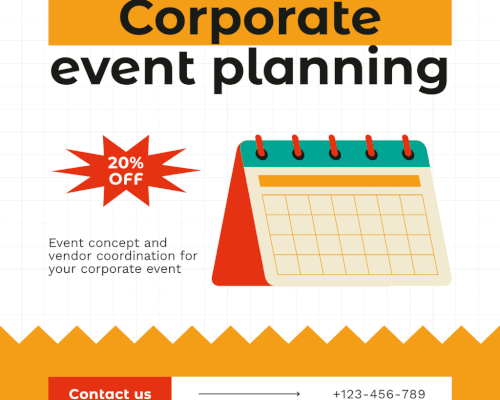 Corporate
event planning
20%
OFF
Event concept and
vendor coordination for
your corporate event
Contact us
+123-456-789